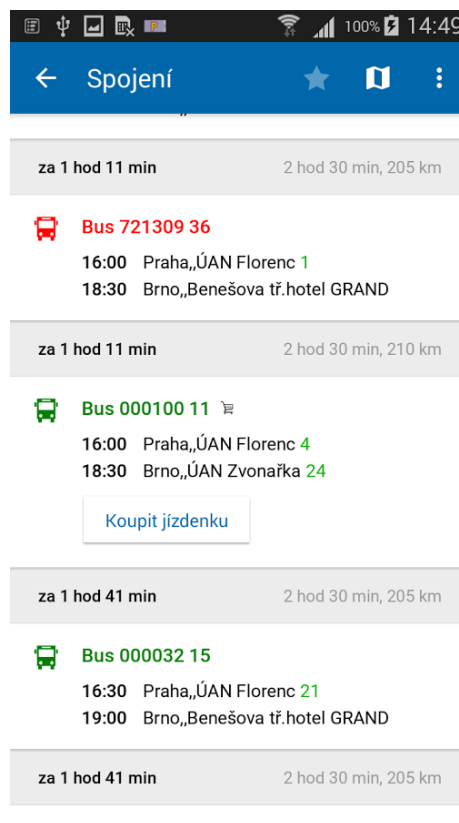 100% 14:49
Spojení
za 1 hod 11 min 2 hod 30 min, 205 km
Bus 721309 36
16:00 Praha,,ÚAN Florenc 1
18:30 Brno,,Benešova tř.hotel GRAND
za 1 hod 11 min 2 hod 30 min, 210 km
Bus 000100 11
16:00 Praha,,ÚAN Florenc 4
18:30 Brno,,ÚAN Zvonařka 24
Koupit jízdenku
za 1 hod 41 min 2 hod 30 min, 205 km
Bus 000032 15
16:30 Praha,,ÚAN Florenc 21
19:00 Brno,,Benešova tř.hotel GRAND
za 1 hod 41 min 2 hod 30 min, 205 km